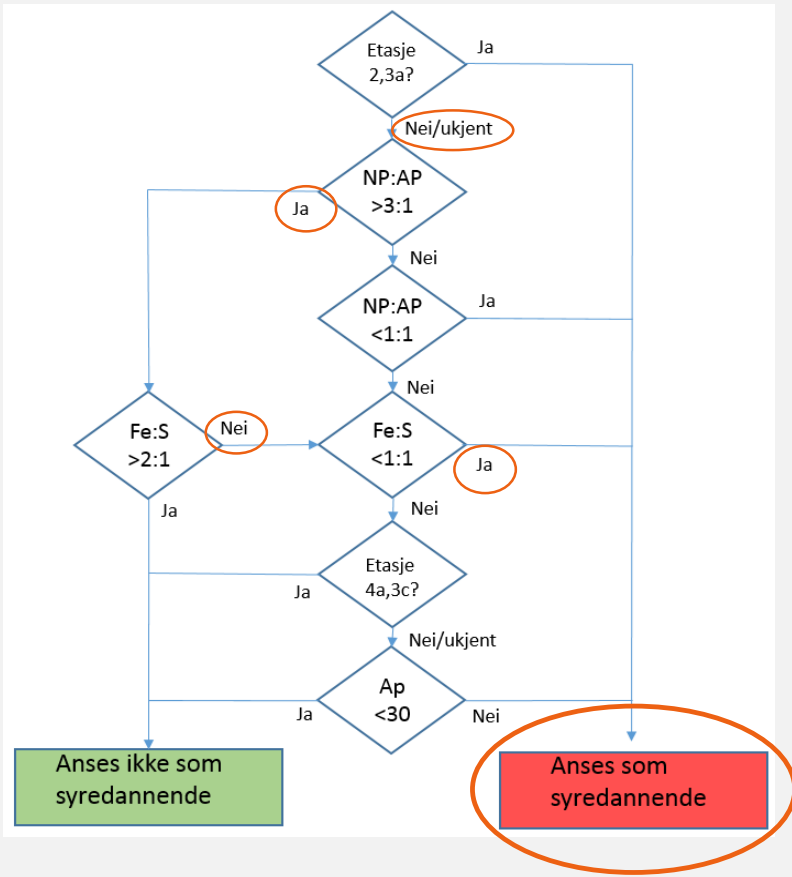 Etasje
2,3a?
Ja
Nei/ukjent
NP:AP
>3:1
Ja
Nei
NP:AP
<1:1
Ja
Nei
Fe:S
>2:1
Nei
Ja
Fe:S
<1:1
Ja
Nei
Etasje
4a,3c?
Ja
Nei/ukjent
Ap
<30
Ja
Nei
Anses ikke som
syredannende
Anses som
syredannende